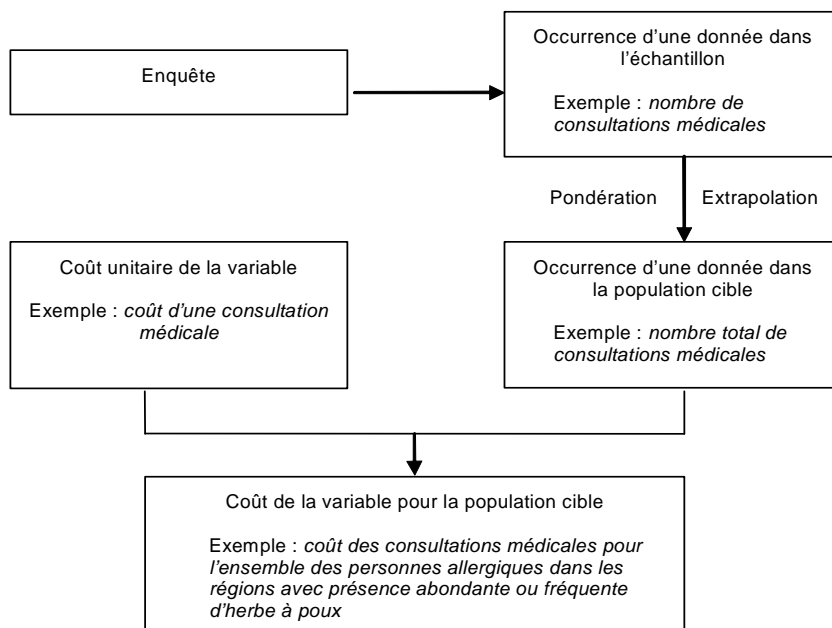 Enquête
Occurrence d'une donnée dans
l'échantillon
Exemple : nombre de
consultations médicales
Pondération
Extrapolation
Coût unitaire de la variable
Exemple : coût d'une consultation
médicale
Occurrence d'une donnée dans
la population cible
Exemple : nombre total de
consultations médicales
Coût de la variable pour la population cible
Exemple : coût des consultations médicales pour
l'ensemble des personnes allergiques dans les
régions avec présence abondante ou fréquente
d'herbe à poux